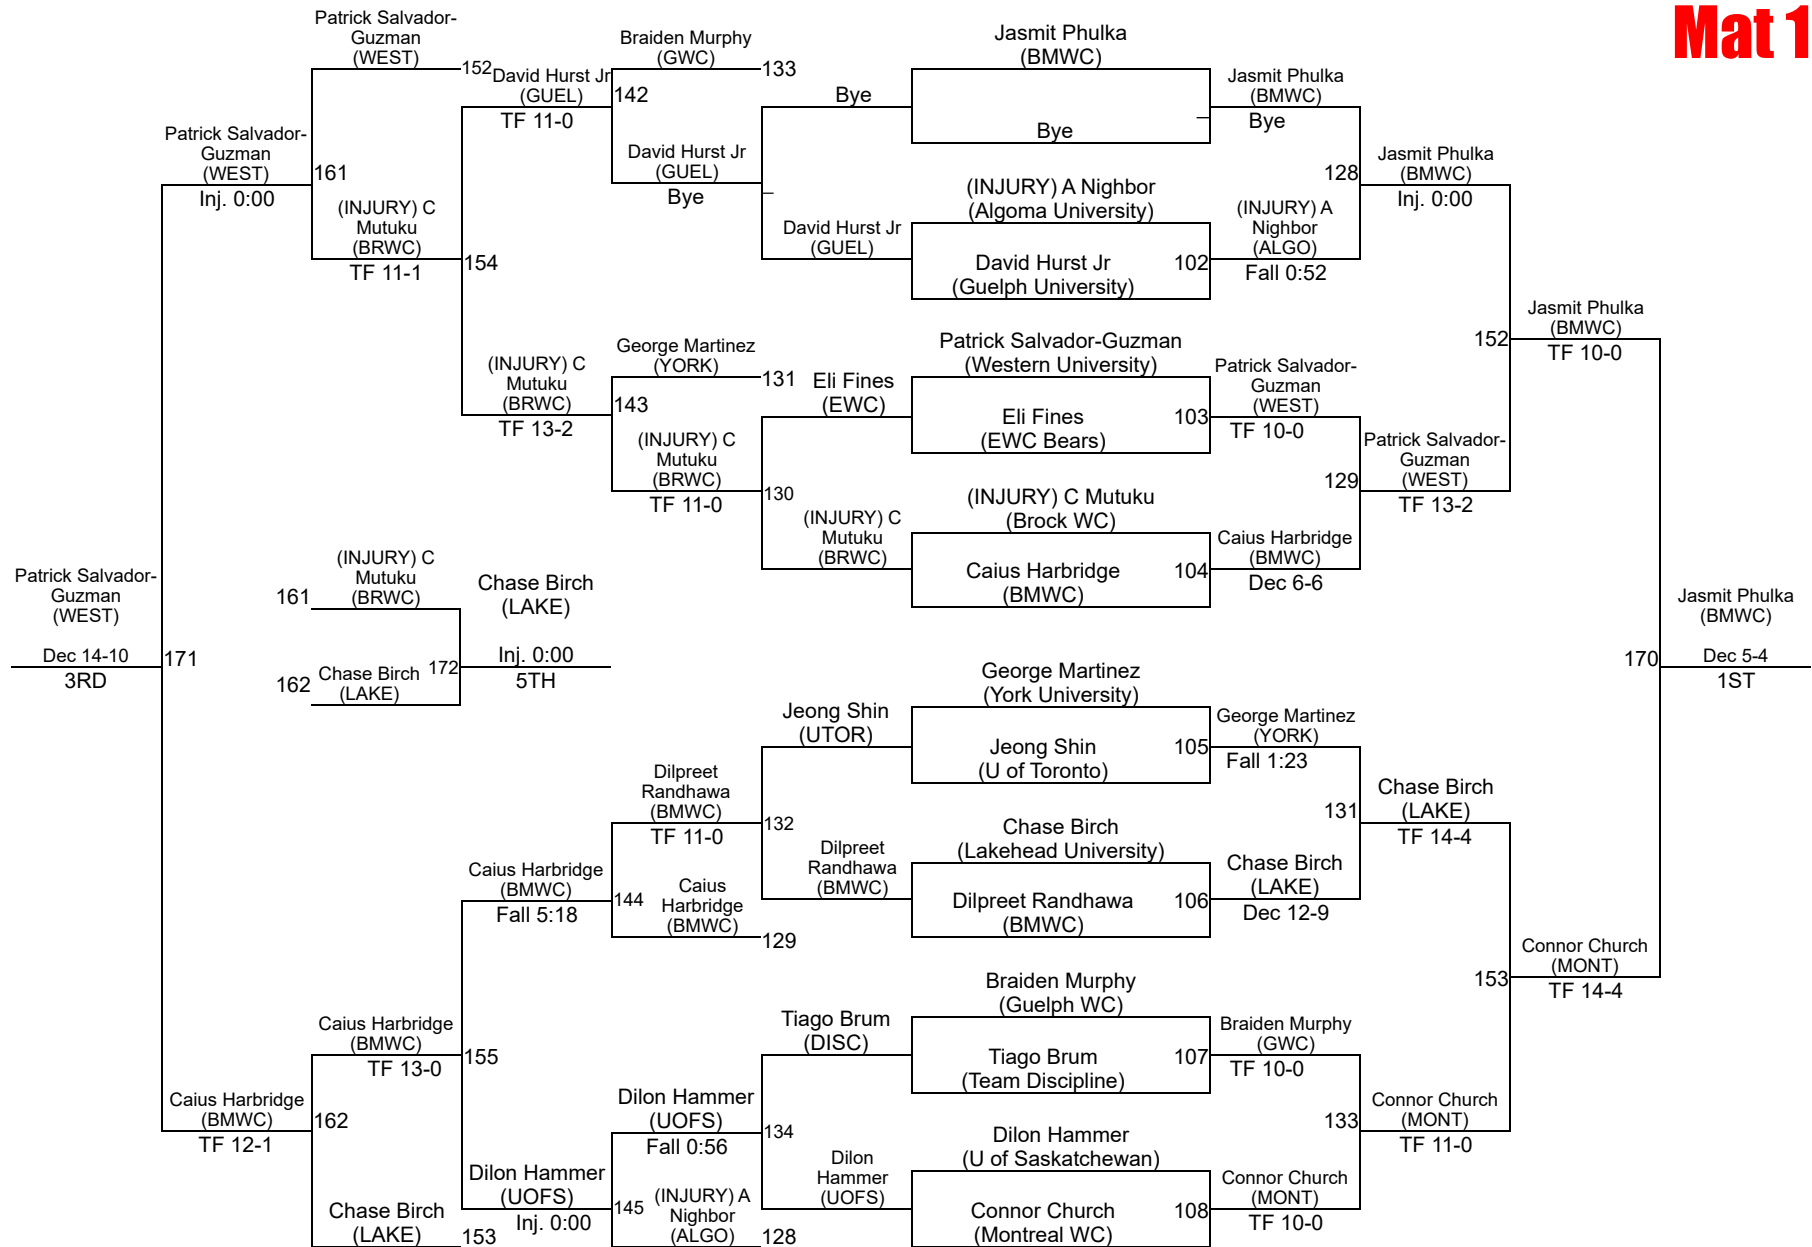 Mat 1
Patrick Salvador-
Guzman
(WEST)
152
Patrick Salvador-
Guzman
(WEST)
Inj. 0:00
161
(INJURY) C
Mutuku
(BRWC)
TF 11-1
154
David Hurst Jr
(GUEL)
TF 11-0
142
Braiden Murphy
(GWC)
133
David Hurst Jr
(GUEL)
Bye
Bye
_
David Hurst Jr
(GUEL)
(INJURY) C
Mutuku
(BRWC)
TF 13-2
143
George Martinez
(YORK)
131
(INJURY) C
Mutuku
(BRWC)
TF 11-0
130
Eli Fines
(EWC)
(INJURY) C
Mutuku
(BRWC)
Jasmit Phulka
(BMWC)
Bye
_
Jasmit Phulka
(BMWC)
Bye
128
(INJURY) A Nighbor
(Algoma University)
David Hurst Jr
(Guelph University)
102
(INJURY) A
Nighbor
(ALGO)
Fall 0:52
Jasmit Phulka
(BMWC)
Inj. 0:00
152
Patrick Salvador-Guzman
(Western University)
Eli Fines
(EWC Bears)
103
Patrick Salvador-
Guzman
(WEST)
TF 10-0
129
(INJURY) C Mutuku
(Brock WC)
Caius Harbridge
(BMWC)
104
Caius Harbridge
(BMWC)
Dec 6-6
Patrick Salvador-
Guzman
(WEST)
TF 13-2
Jasmit Phulka
(BMWC)
TF 10-0
170
Jasmit Phulka
(BMWC)
Dec 5-4
1ST
Patrick Salvador-
Guzman
(WEST)
Dec 14-10
3RD
171
161
(INJURY) C
Mutuku
(BRWC)
162
Chase Birch
(LAKE)
172
Chase Birch
(LAKE)
Inj. 0:00
5TH
George Martinez
(York University)
Jeong Shin
(U of Toronto)
105
George Martinez
(YORK)
Fall 1:23
131
Chase Birch
(Lakehead University)
Dilpreet Randhawa
(BMWC)
106
Chase Birch
(LAKE)
Dec 12-9
Chase Birch
(LAKE)
TF 14-4
153
Jeong Shin
(UTOR)
Dilpreet
Randhawa
(BMWC)
TF 11-0
132
Dilpreet
Randhawa
(BMWC)
Caius Harbridge
(BMWC)
Fall 5:18
144
Caius
Harbridge
(BMWC)
129
Braiden Murphy
(Guelph WC)
Tiago Brum
(Team Discipline)
107
Braiden Murphy
(GWC)
TF 10-0
133
Dilon Hammer
(U of Saskatchewan)
Connor Church
(Montreal WC)
108
Connor Church
(MONT)
TF 10-0
Connor Church
(MONT)
TF 11-0
Connor Church
(MONT)
TF 14-4
Tiago Brum
(DISC)
Dilon Hammer
(UOFS)
Fall 0:56
134
Dilon
Hammer
(UOFS)
Caius Harbridge
(BMWC)
TF 13-0
155
Caius Harbridge
(BMWC)
TF 12-1
162
Dilon Hammer
(UOFS)
Inj. 0:00
145
(INJURY) A
Nighbor
(ALGO)
128
Chase Birch
(LAKE)
153